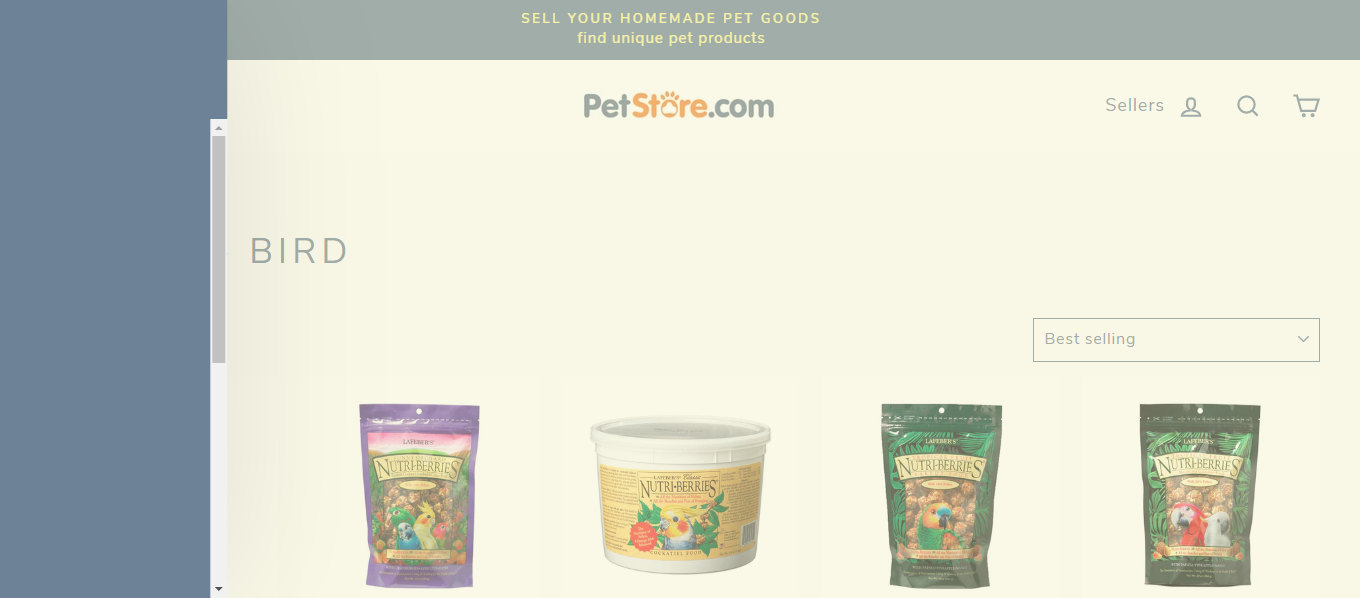 SELL YOUR HOMEMADE PET GOODS
find unique pet products
PetStore.com
Sellers
BIRD
Best selling
LAFEBER'S
NUTRI-BERRIES
LAFEBER'S Classic
NUTRI-BERRIES
COCKATIEL FOOD
LAFEBER'S
NUTRI-BERRIES
LAFEBER'S
NUTRI-BERRIES